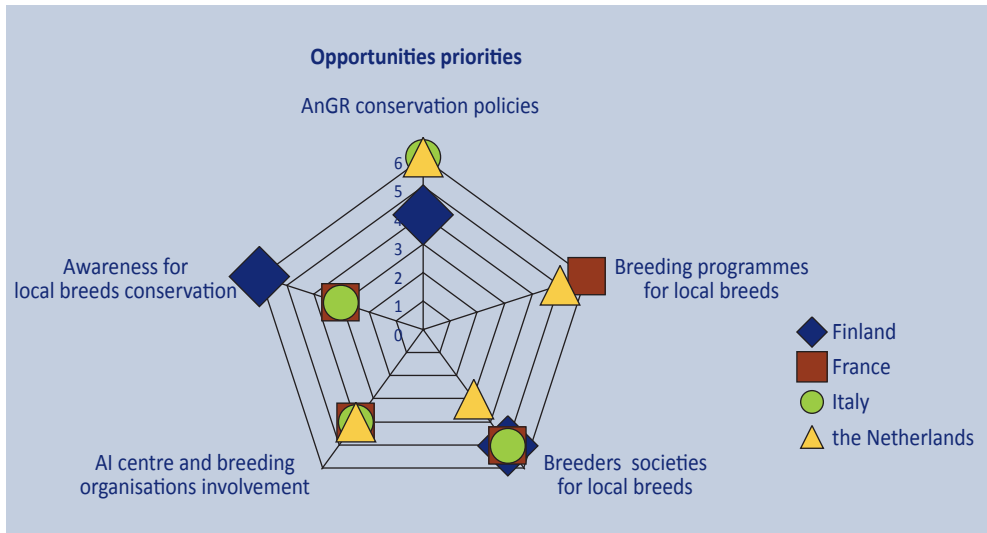 Opportunities priorities
AnGR conservation policies
6
5
4
3
2
1
0
Awareness for
local breeds conservation
Breeding programmes
for local breeds
Finland
France
Italy
the Netherlands
AI centre and breeding
organisations involvement
Breeders societies
for local breeds